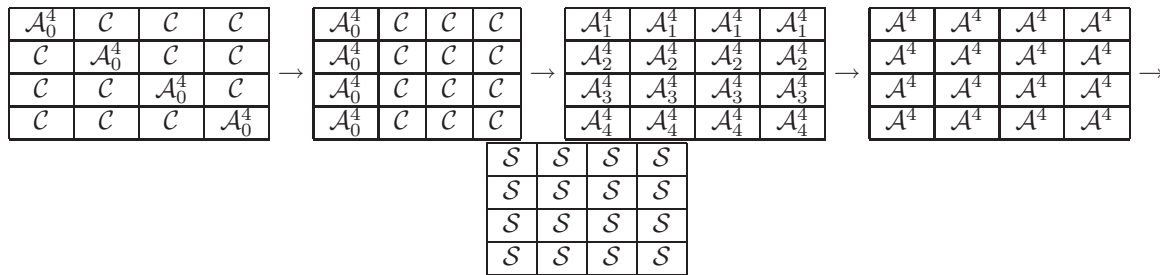 𝒜₀⁴ 𝒞 𝒞 𝒞 𝒜₀⁴ 𝒞 𝒞 𝒞 𝒜₁⁴ 𝒜₁⁴ 𝒜₁⁴ 𝒜₁⁴ 𝒜⁴ 𝒜⁴ 𝒜⁴ 𝒜⁴
𝒞 𝒜₀⁴ 𝒞 𝒞 𝒜₀⁴ 𝒞 𝒞 𝒞 𝒜₂⁴ 𝒜₂⁴ 𝒜₂⁴ 𝒜₂⁴ 𝒜⁴ 𝒜⁴ 𝒜⁴ 𝒜⁴
→ → → →
𝒞 𝒞 𝒜₀⁴ 𝒞 𝒜₀⁴ 𝒞 𝒞 𝒞 𝒜₃⁴ 𝒜₃⁴ 𝒜₃⁴ 𝒜₃⁴ 𝒜⁴ 𝒜⁴ 𝒜⁴ 𝒜⁴
𝒞 𝒞 𝒞 𝒜₀⁴ 𝒜₀⁴ 𝒞 𝒞 𝒞 𝒜₄⁴ 𝒜₄⁴ 𝒜₄⁴ 𝒜₄⁴ 𝒜⁴ 𝒜⁴ 𝒜⁴ 𝒜⁴
𝒮 𝒮 𝒮 𝒮
𝒮 𝒮 𝒮 𝒮
𝒮 𝒮 𝒮 𝒮
𝒮 𝒮 𝒮 𝒮